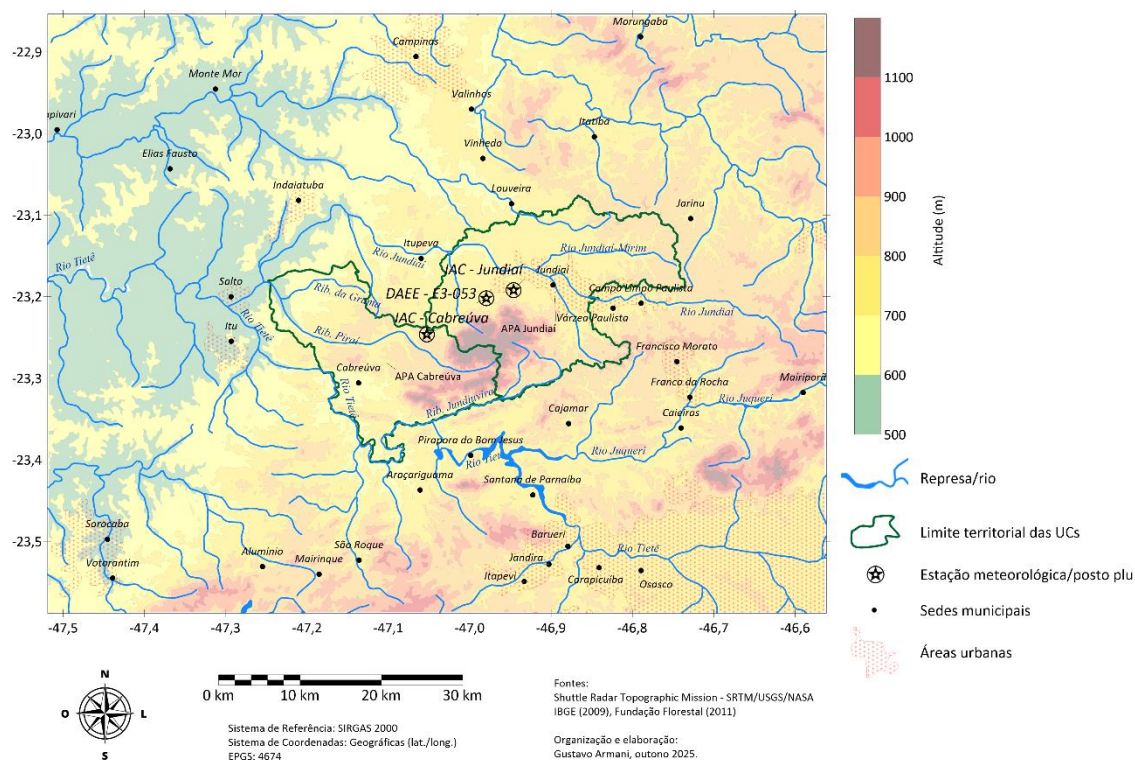 Morungaba
Campinas
-22,9
Monte Mor
Valinhos
apivari
Itatiba
-23,0
Vinhedo
Elias Fausto
Indaiatuba
Louveira
Jarinu
-23,1
Itupeva
Rio Jundiaí
Rio Jundiaí-Mirim
Rio Tietê
IAC - Jundiaí
Jundiaí
Salto
Rib. da Grama
DAEE - E3-053
Campo Limpo Paulista
-23,2
Rio Tietê
IAC - Cabreúva
Várzea Paulista
Rio Jundiaí
Itu
Rib. Piraí
APA Jundiaí
Francisco Morato
-23,3
Cabreúva
APA Cabreúva
Franco da Rocha
Mairiporã
Rio Tietê
Rib. Jundiuvira
Rio Juqueri
Cajamar
Caieiras
Pirapora do Bom Jesus
Rio Juqueri
-23,4
Rio Tie
Araçariguama
Santana de Parnaíba
Sorocaba
-23,5
Barueri
São Roque
Rio Tietê
Alumínio
Jandira
Votorantim
Mairinque
Itapevi
Carapicuíba
Osasco
-47,5
-47,4
-47,3
-47,2
-47,1
-47,0
-46,9
-46,8
-46,7
-46,6
1100
1000
900
800
700
600
500
Altitude (m)
Represa/rio
Limite territorial das UCs
Estação meteorológica/posto plu
Sedes municipais
Áreas urbanas
N
O
L
S
0 km
10 km
20 km
30 km
Sistema de Referência: SIRGAS 2000
Sistema de Coordenadas: Geográficas (lat./long.)
EPGS: 4674
Fontes:
Shuttle Radar Topographic Mission - SRTM/USGS/NASA
IBGE (2009), Fundação Florestal (2011)
Organização e elaboração:
Gustavo Armani, outono 2025.